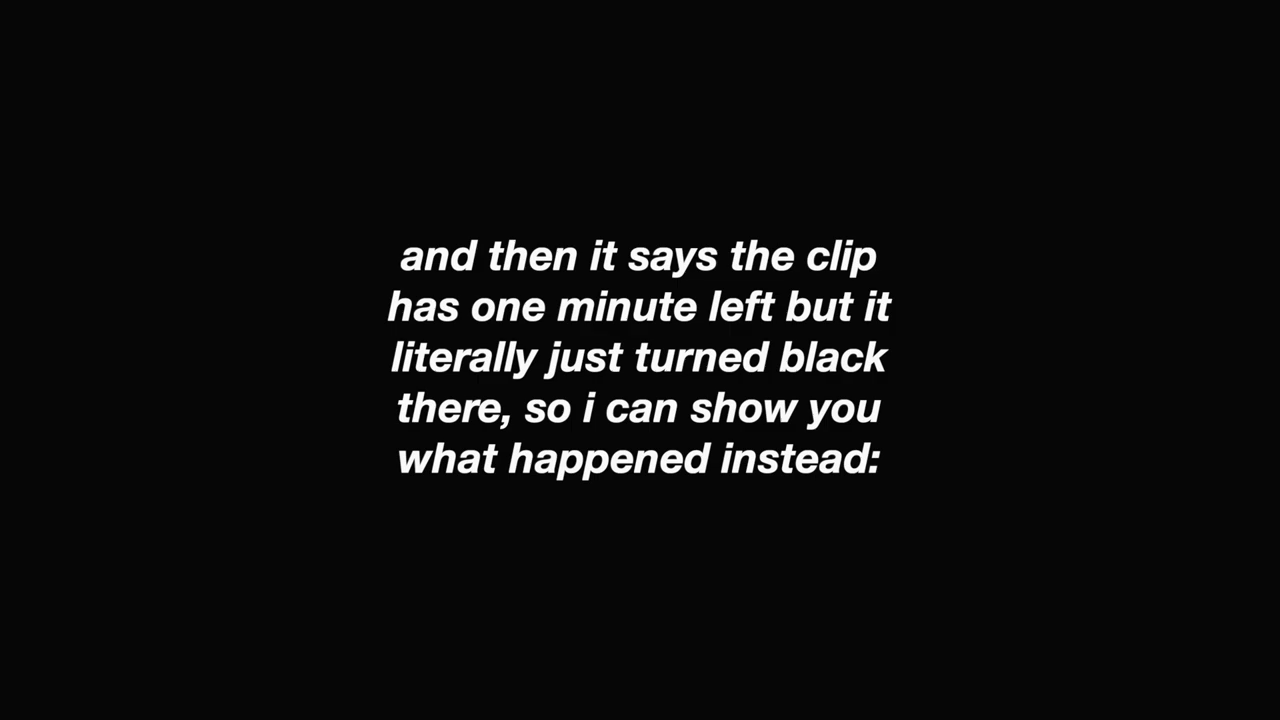 and then it says the clip
has one minute left but it
literally just turned black
there, so i can show you
what happened instead: